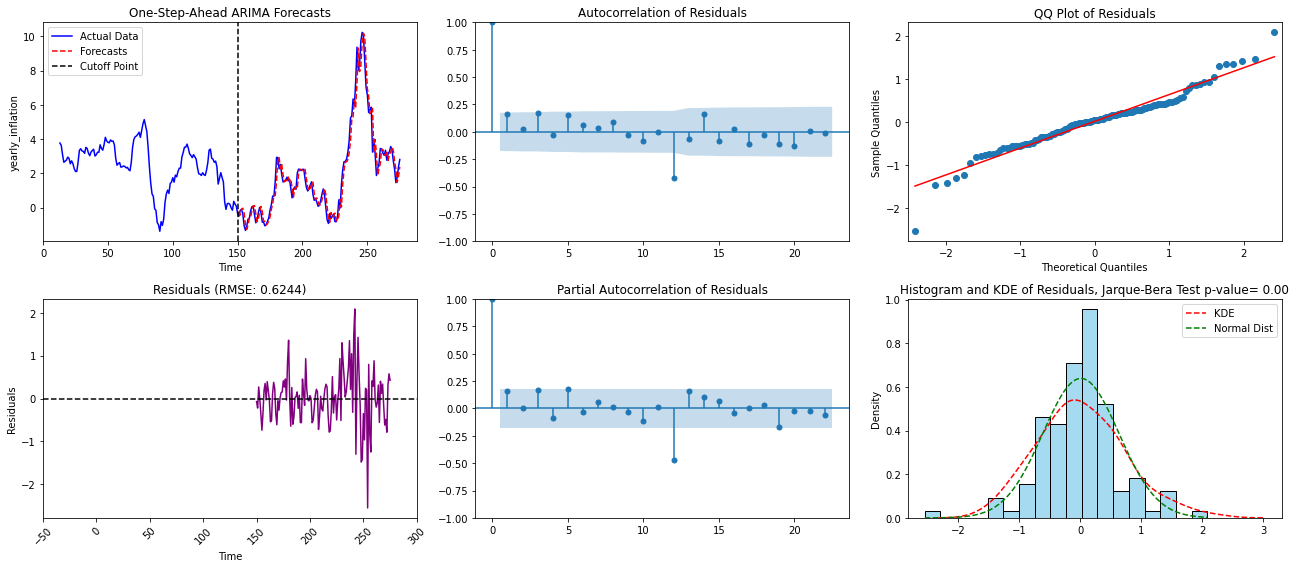 One-Step-Ahead ARIMA Forecasts
Actual Data
Forecasts
Cutoff Point
yearly_inflation
10
8
6
4
2
0
0 50 100 150 200 250
Time
Autocorrelation of Residuals
1.00
0.75
0.50
0.25
0.00
−0.25
−0.50
−0.75
−1.00
0 5 10 15 20
QQ Plot of Residuals
Sample Quantiles
2
1
0
−1
−2
−2 −1 0 1 2
Theoretical Quantiles
Residuals (RMSE: 0.6244)
Residuals
2
1
0
−1
−2
−50 0 50 100 150 200 250 300
Time
Partial Autocorrelation of Residuals
1.00
0.75
0.50
0.25
0.00
−0.25
−0.50
−0.75
−1.00
0 5 10 15 20
Histogram and KDE of Residuals, Jarque-Bera Test p-value= 0.00
KDE
Normal Dist
Density
1.0
0.8
0.6
0.4
0.2
0.0
−2 −1 0 1 2 3